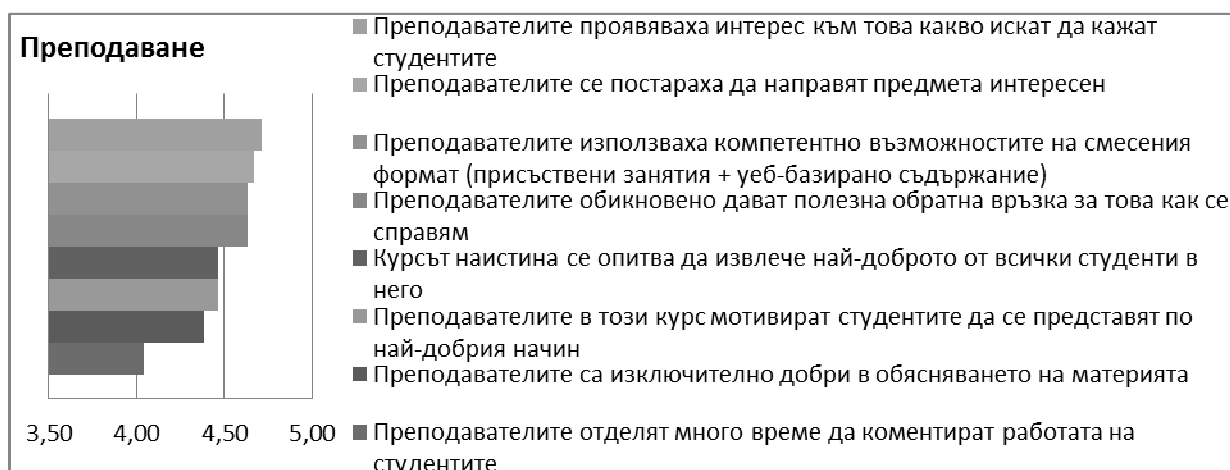 Преподаване
Преподавателите проявяваха интерес към това какво искат да кажат
студентите
Преподавателите се постараха да направят предмета интересен
Преподавателите използваха компетентно възможностите на смесения
формат (присъствени занятия + уеб-базирано съдържание)
Преподавателите обикновено дават полезна обратна връзка за това как се
справям
Курсът наистина се опитва да извлече най-доброто от всички студенти в
него
Преподавателите в този курс мотивират студентите да се представят по
най-добрия начин
Преподавателите са изключително добри в обясняването на материята
Преподавателите отделят много време да коментират работата на
студентите
3,50 4,00 4,50 5,00